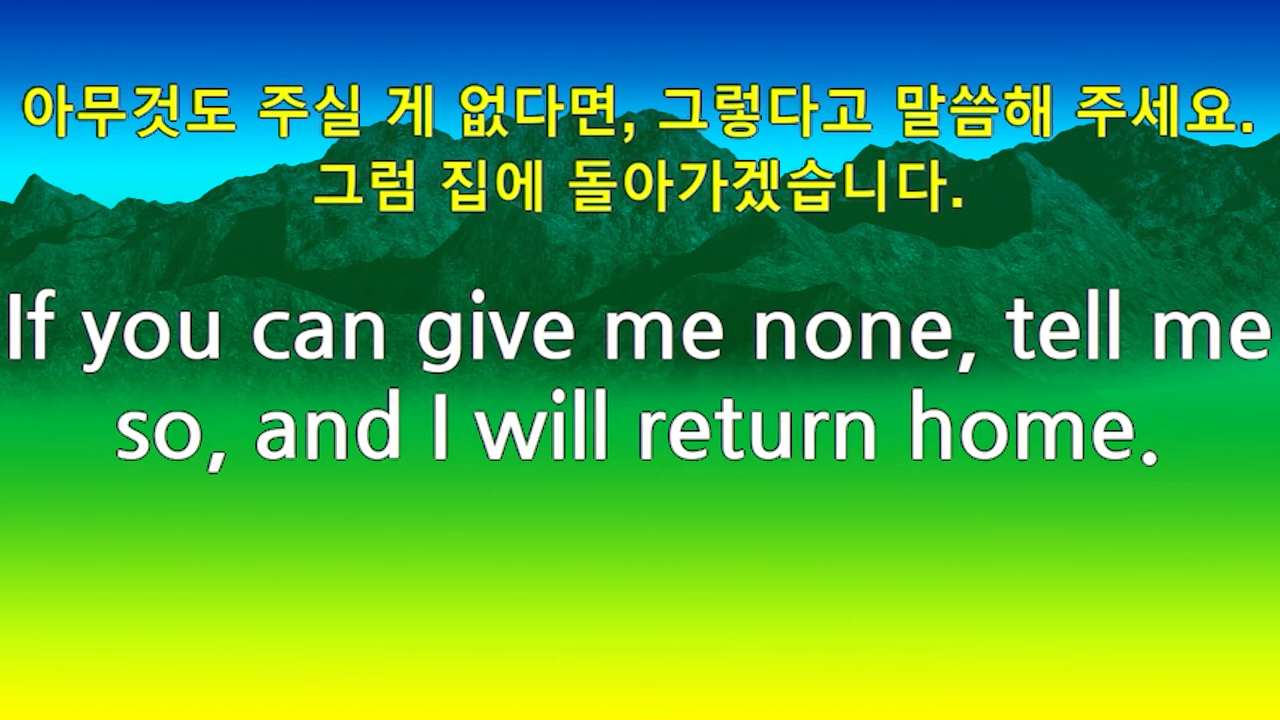 아무것도 주실 게 없다면, 그렇다고 말씀해 주세요.
그럼 집에 돌아가겠습니다.
If you can give me none, tell me
so, and I will return home.